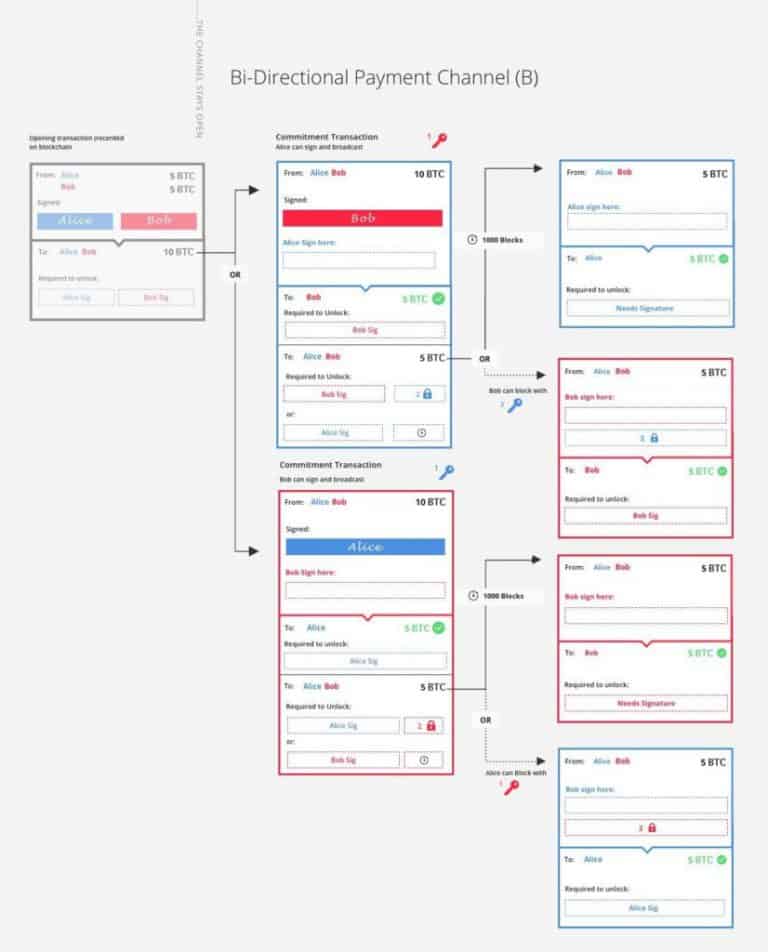 ...THE CHANNEL STAYS OPEN
Bi-Directional Payment Channel (B)
Opening transaction (recorded
on blockchain
From: Alice 5 BTC
Bob 5 BTC
Signed:
Alice Bob
To: Alice Bob 10 BTC
Required to unlock:
Alice Sig Bob Sig
OR
Commitment Transaction 1
Alice can sign and broadcast
From: Alice Bob 10 BTC
Signed:
Bob
Alice Sign here:
To: Bob 5 BTC
Required to Unlock:
Bob Sig
To: Alice Bob 5 BTC
Required to Unlock:
Bob Sig 2
or:
Alice Sig
1000 Blocks
OR
Bob can block with
2
From: Alice Bob 5 BTC
Alice sign here:
To: Alice 5 BTC
Required to unlock:
Needs Signature
From: Alice Bob 5 BTC
Bob sign here:
To: Bob 5 BTC
Required to unlock:
Bob Sig
Commitment Transaction 1
Bob can sign and broadcast
From: Alice Bob 10 BTC
Signed:
Alice
Bob Sign here:
To: Alice 5 BTC
Required to unlock:
Alice Sig
To: Alice Bob 5 BTC
Required to Unlock:
Alice Sig 2
or:
Bob Sig
1000 Blocks
OR
Alice can Block with
1
From: Alice Bob 5 BTC
Bob sign here:
To: Bob 5 BTC
Required to unlock:
Needs Signature
From: Alice Bob 5 BTC
Bob sign here:
To: Alice 5 BTC
Required to unlock:
Alice Sig